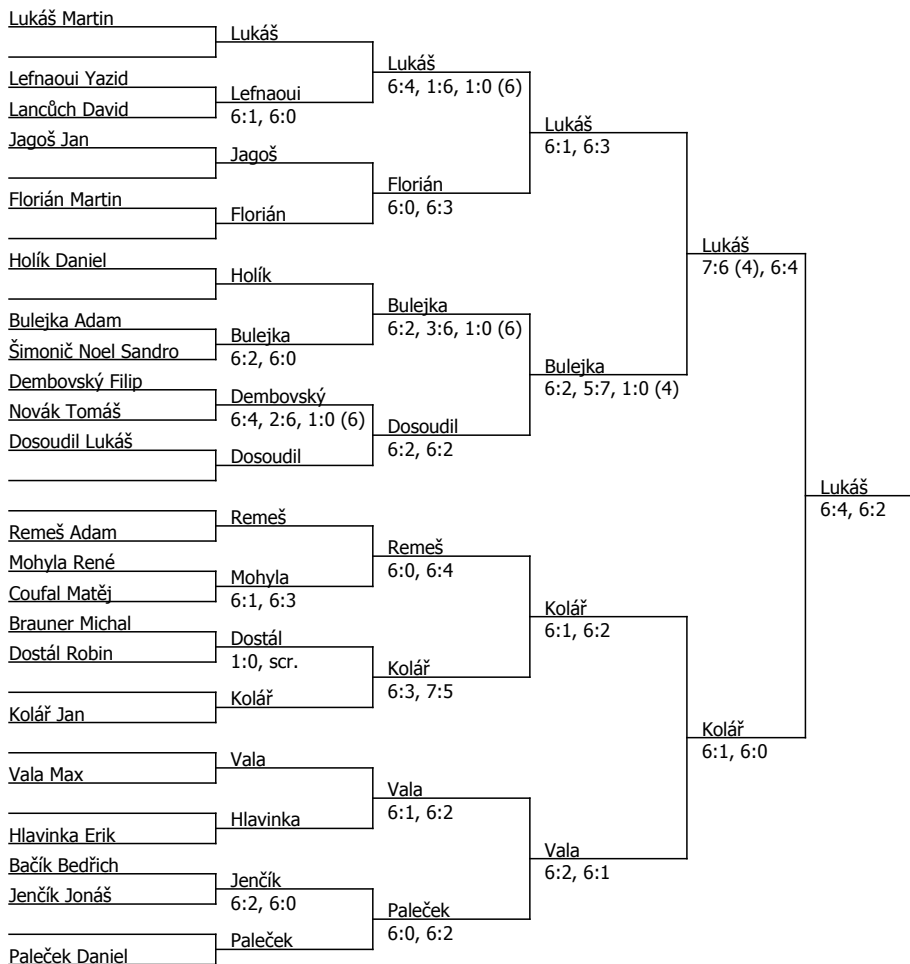 Lukáš Martin
Lukáš
Lukáš
6:4, 1:6, 1:0 (6)
Lefnaoui Yazid
Lefnaoui
6:1, 6:0
Lancůch David
Lukáš
6:1, 6:3
Jagoš Jan
Jagoš
Florián
6:0, 6:3
Florián Martin
Florián
Lukáš
7:6 (4), 6:4
Holík Daniel
Holík
Bulejka
6:2, 3:6, 1:0 (6)
Bulejka Adam
Bulejka
6:2, 6:0
Šimonič Noel Sandro
Bulejka
6:2, 5:7, 1:0 (4)
Dembovský Filip
Dembovský
6:4, 2:6, 1:0 (6)
Novák Tomáš
Dosoudil
6:2, 6:2
Dosoudil Lukáš
Dosoudil
Lukáš
6:4, 6:2
Remeš
Remeš Adam
Remeš
6:0, 6:4
Mohyla René
Mohyla
6:1, 6:3
Coufal Matěj
Kolář
6:1, 6:2
Brauner Michal
Dostál
1:0, scr.
Dostál Robin
Kolář
6:3, 7:5
Kolář
Kolář Jan
Kolář
6:1, 6:0
Vala
Vala Max
Vala
6:1, 6:2
Hlavinka
Hlavinka Erik
Vala
6:2, 6:1
Bačík Bedřich
Jenčík
6:2, 6:0
Jenčík Jonáš
Paleček
6:0, 6:2
Paleček
Paleček Daniel